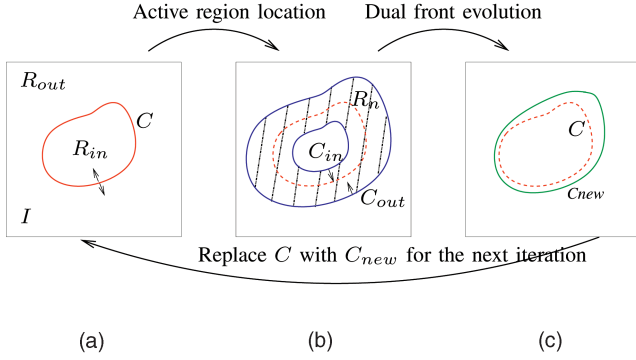 Active region location
Dual front evolution
R_out
C
R_in
I
R_n
C_in
C_out
C
Cnew
Replace C with C_new for the next iteration
(a)
(b)
(c)